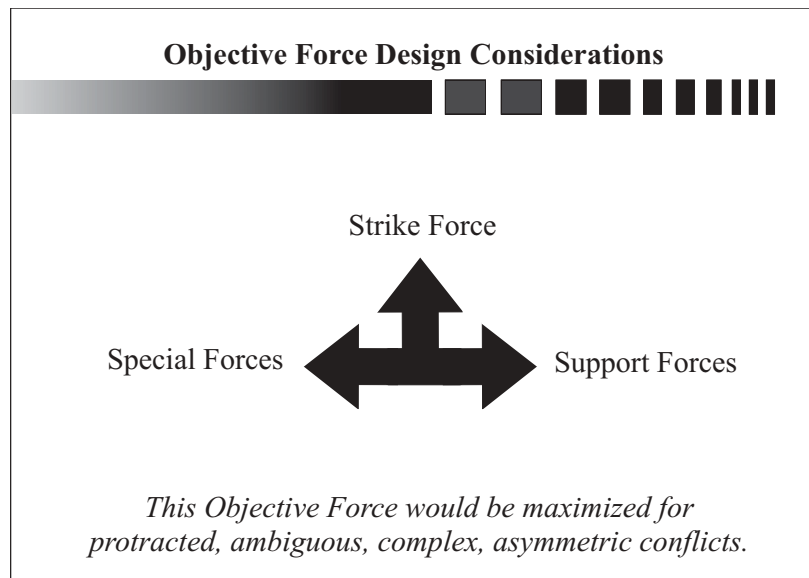 Objective Force Design Considerations
Strike Force
Special Forces
Support Forces
This Objective Force would be maximized for
protracted, ambiguous, complex, asymmetric conflicts.